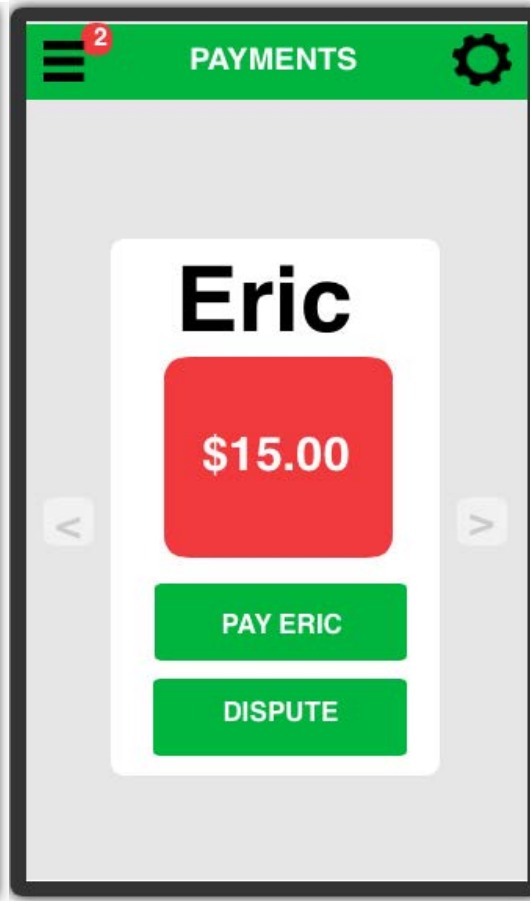 2
PAYMENTS
Eric
$15.00
<
>
PAY ERIC
DISPUTE